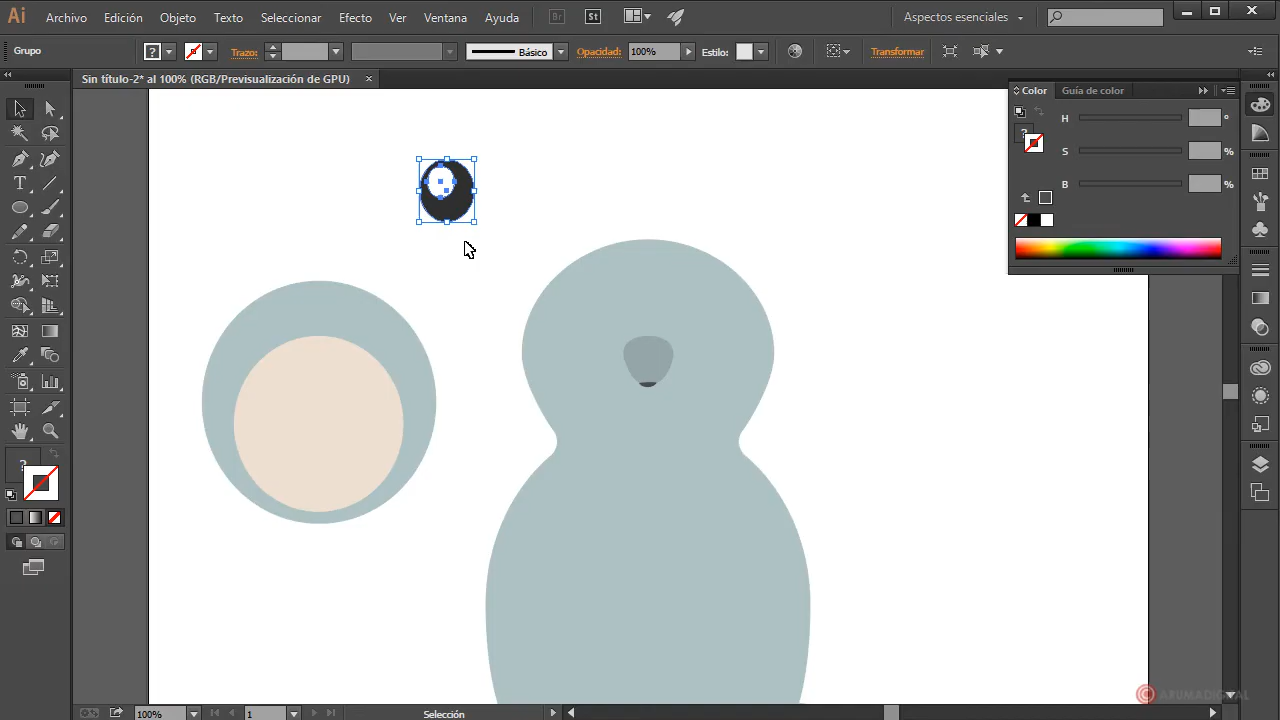 Ai Archivo Edición Objeto Texto Seleccionar Efecto Ver Ventana Ayuda Br St Aspectos esenciales
Grupo ? Trazo: Básico Opacidad: 100% Estilo: Transformar
Sin título-2* al 100% (RGB/Previsualización de GPU) ×
Color Guía de color
H °
? S %
B %
?
100% 1 Selección
ARUMADIGITAL